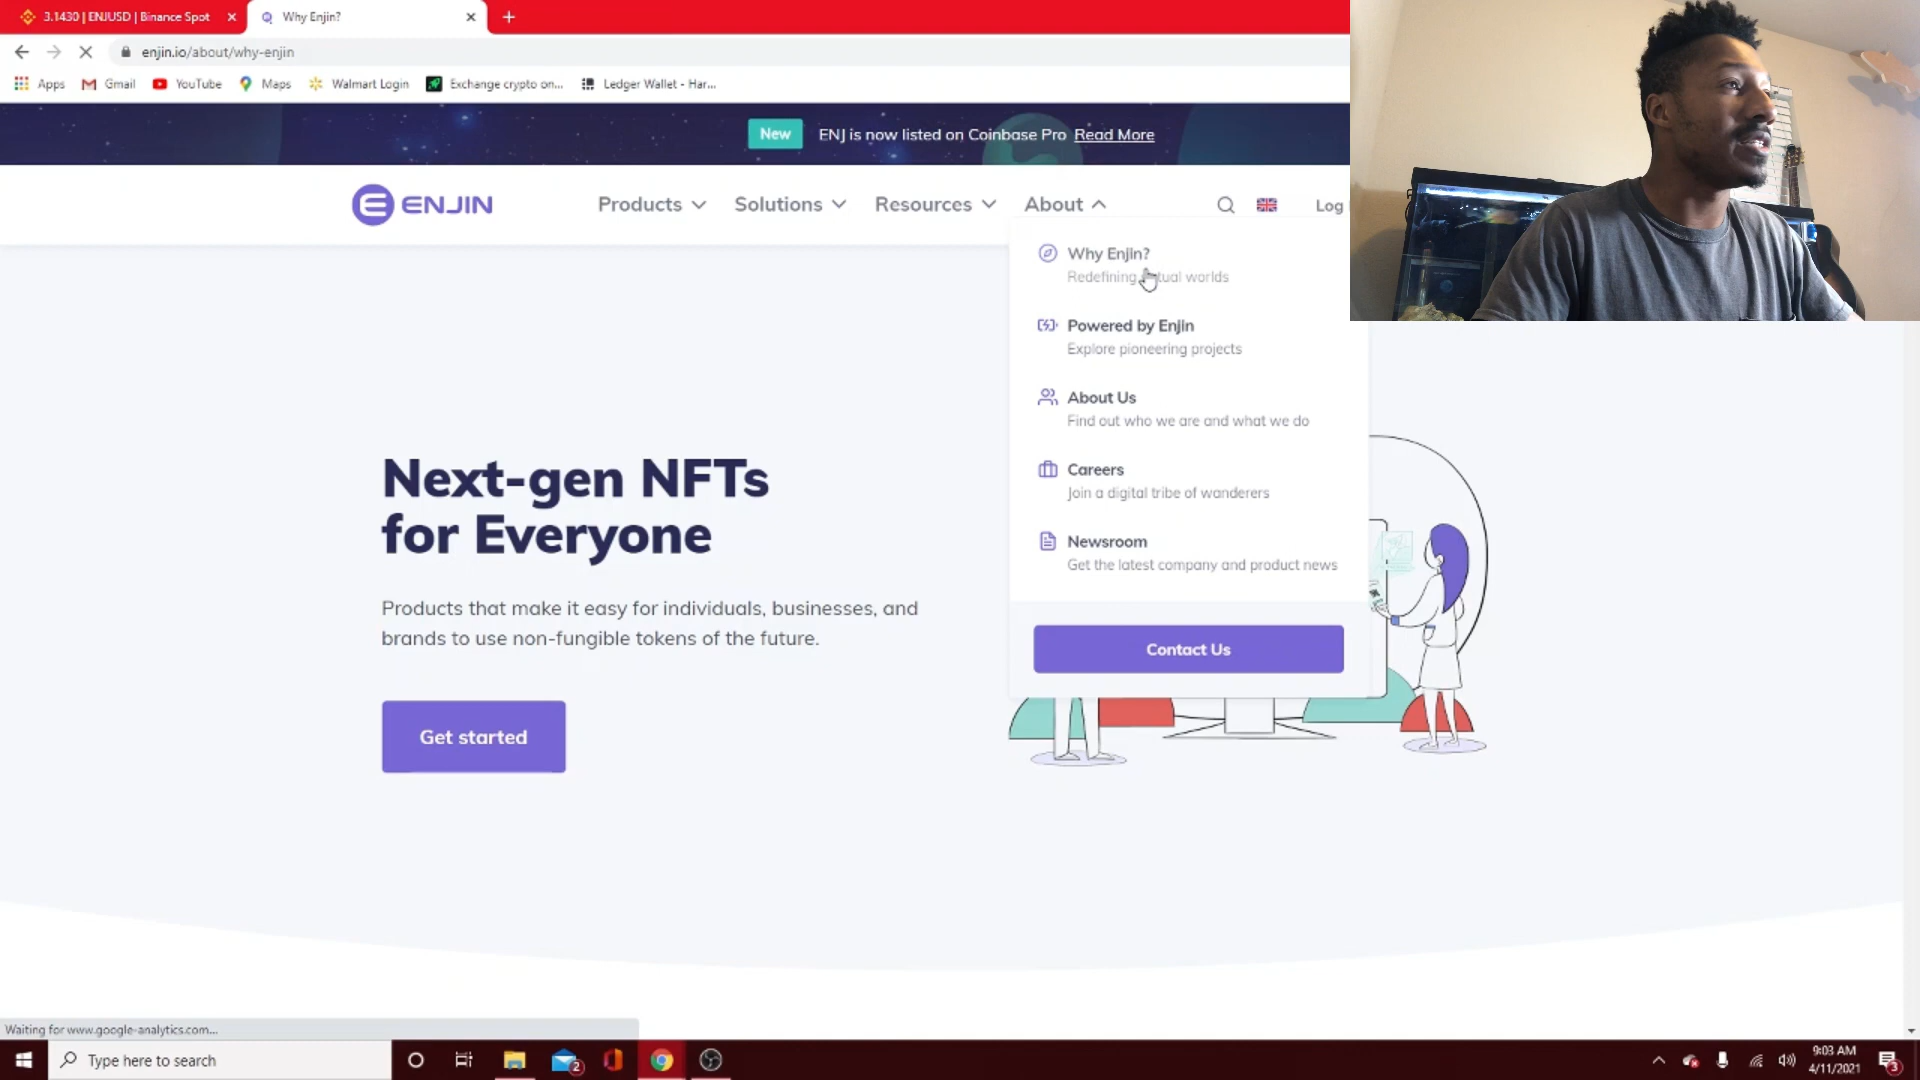 3.1430 | ENJUSD | Binance Spot
Why Enjin?
enjin.io/about/why-enjin
Apps
Gmail
YouTube
Maps
Walmart Login
Exchange crypto on...
Ledger Wallet - Har...
New
ENJ is now listed on Coinbase Pro Read More
ENJIN
Products
Solutions
Resources
About
Log
Why Enjin?
Redefining
worlds
Powered by Enjin
Explore pioneering projects
About Us
Find out who we are and what we do
Careers
Join a digital tribe of wanderers
Newsroom
Get the latest company and product news
Contact Us
Next-gen NFTs
for Everyone
Products that make it easy for individuals, businesses, and
brands to use non-fungible tokens of the future.
Get started
Waiting for www.google-analytics.com...
Type here to search
2
9:03 AM
4/11/2021
3